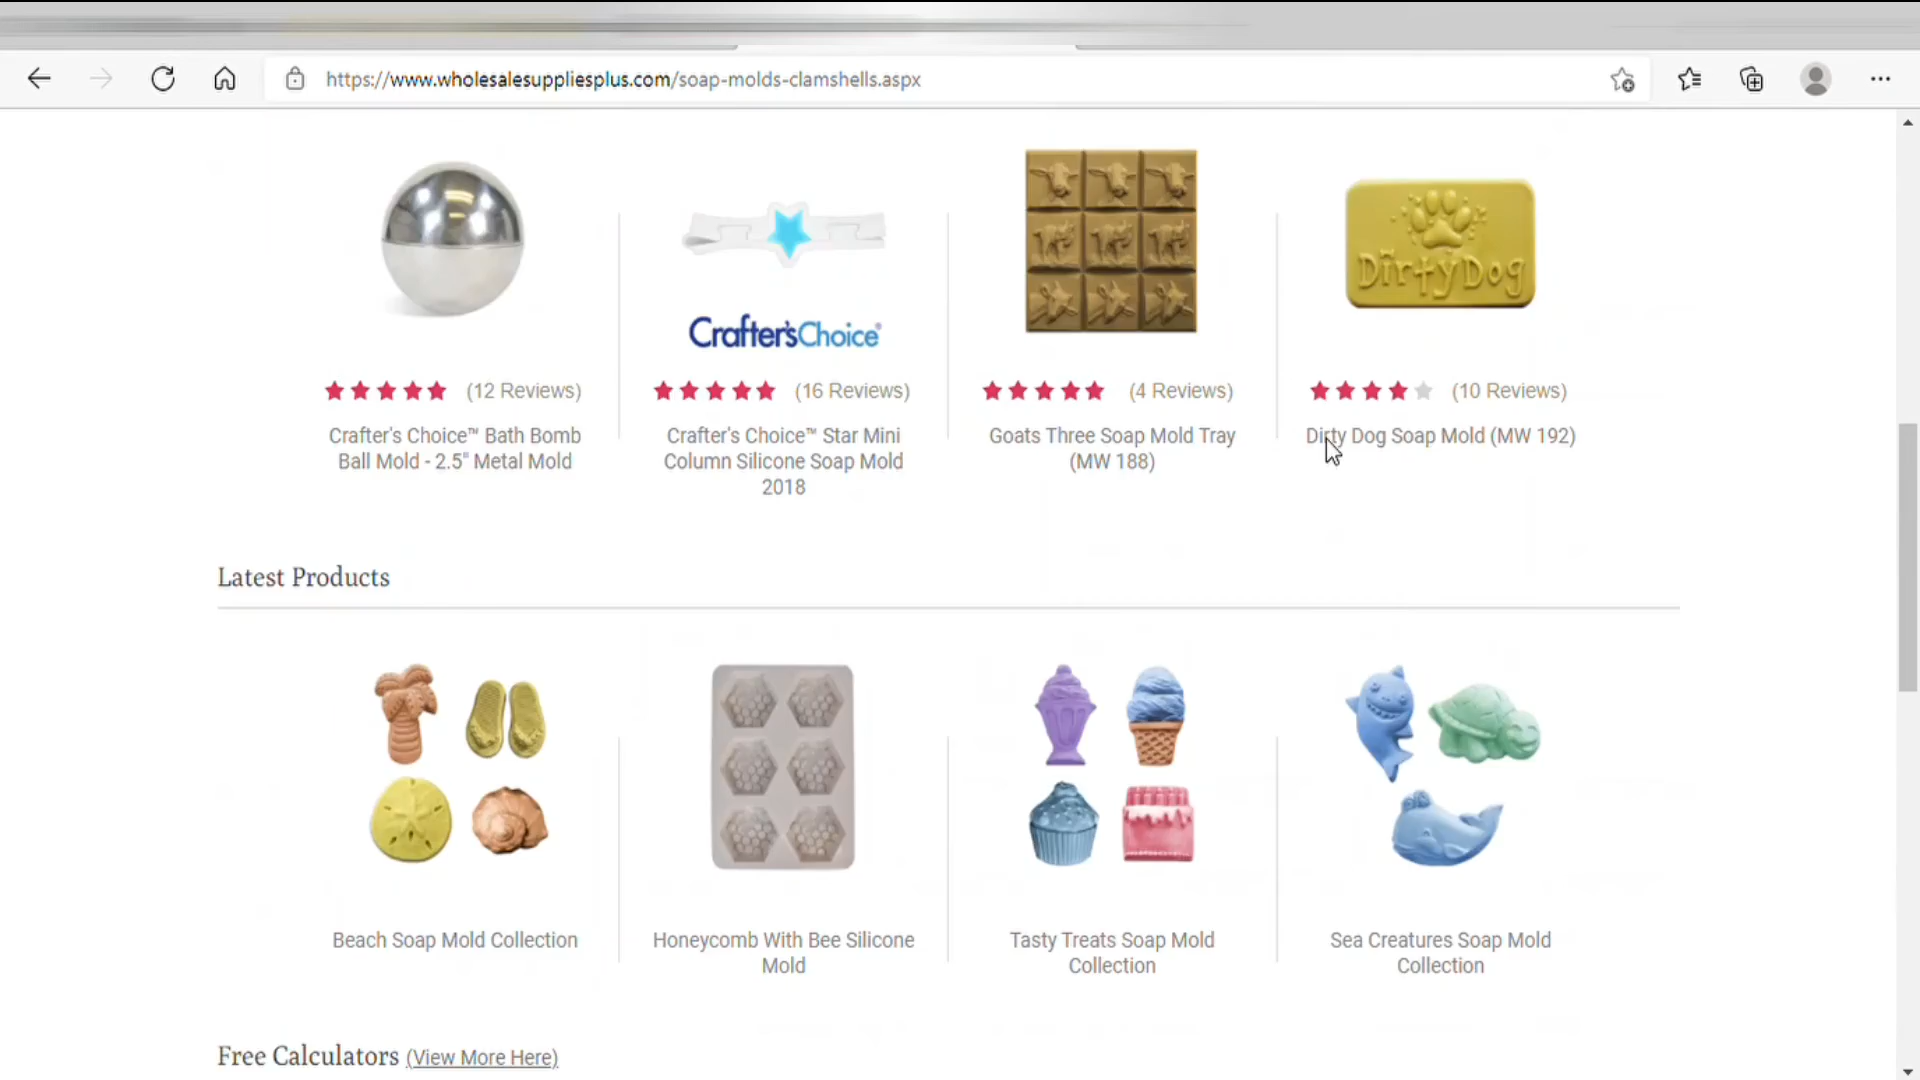 https://www.wholesalesuppliesplus.com/soap-molds-clamshells.aspx
Crafter's Choice®
DirtyDog
(12 Reviews)
(16 Reviews)
(4 Reviews)
(10 Reviews)
Crafter's Choice™ Bath Bomb
Ball Mold - 2.5" Metal Mold
Crafter's Choice™ Star Mini
Column Silicone Soap Mold
2018
Goats Three Soap Mold Tray
(MW 188)
Dirty Dog Soap Mold (MW 192)
Latest Products
Beach Soap Mold Collection
Honeycomb With Bee Silicone
Mold
Tasty Treats Soap Mold
Collection
Sea Creatures Soap Mold
Collection
Free Calculators (View More Here)